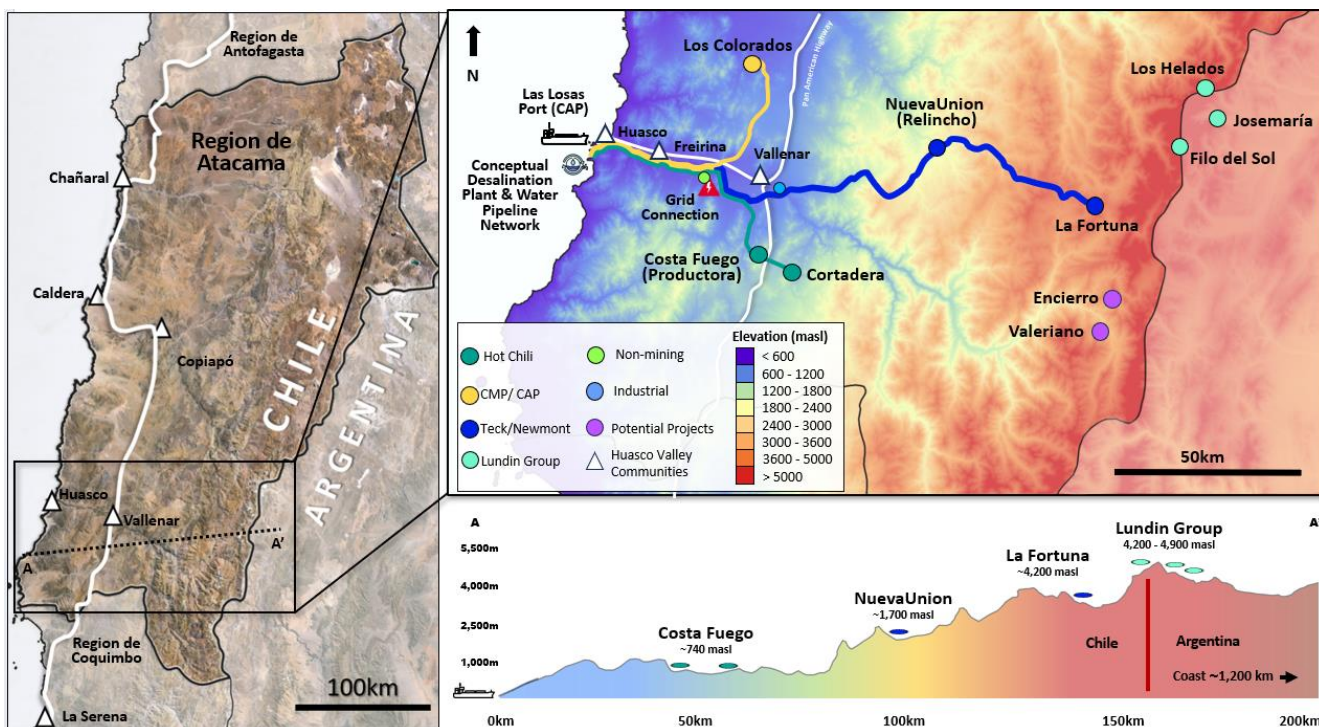 Region de
Antofagasta
Region de
Atacama
Chañaral
Caldera
Copiapó
CHILE
ARGENTINA
Huasco
Vallenar
A
A'
Region de
Coquimbo
La Serena
100km
N
Los Colorados
Pan American Highway
Las Losas
Port (CAP)
Huasco
Freirina
Vallenar
NuevaUnion
(Relincho)
Los Helados
Josemaría
Filo del Sol
Conceptual
Desalination
Plant & Water
Pipeline
Network
Grid
Connection
La Fortuna
Costa Fuego
(Productora)
Cortadera
Encierro
Valeriano
Hot Chili
Non-mining
CMP/ CAP
Industrial
Teck/Newmont
Potential Projects
Lundin Group
Huasco Valley
Communities
Elevation (masl)
< 600
600 - 1200
1200 - 1800
1800 - 2400
2400 - 3000
3000 - 3600
3600 - 5000
> 5000
50km
A
A'
5,500m
4,000m
2,500m
1,000m
Costa Fuego
~740 masl
NuevaUnion
~1,700 masl
La Fortuna
~4,200 masl
Lundin Group
4,200 - 4,900 masl
Chile
Argentina
Coast ~1,200 km
0km
50km
100km
150km
200km